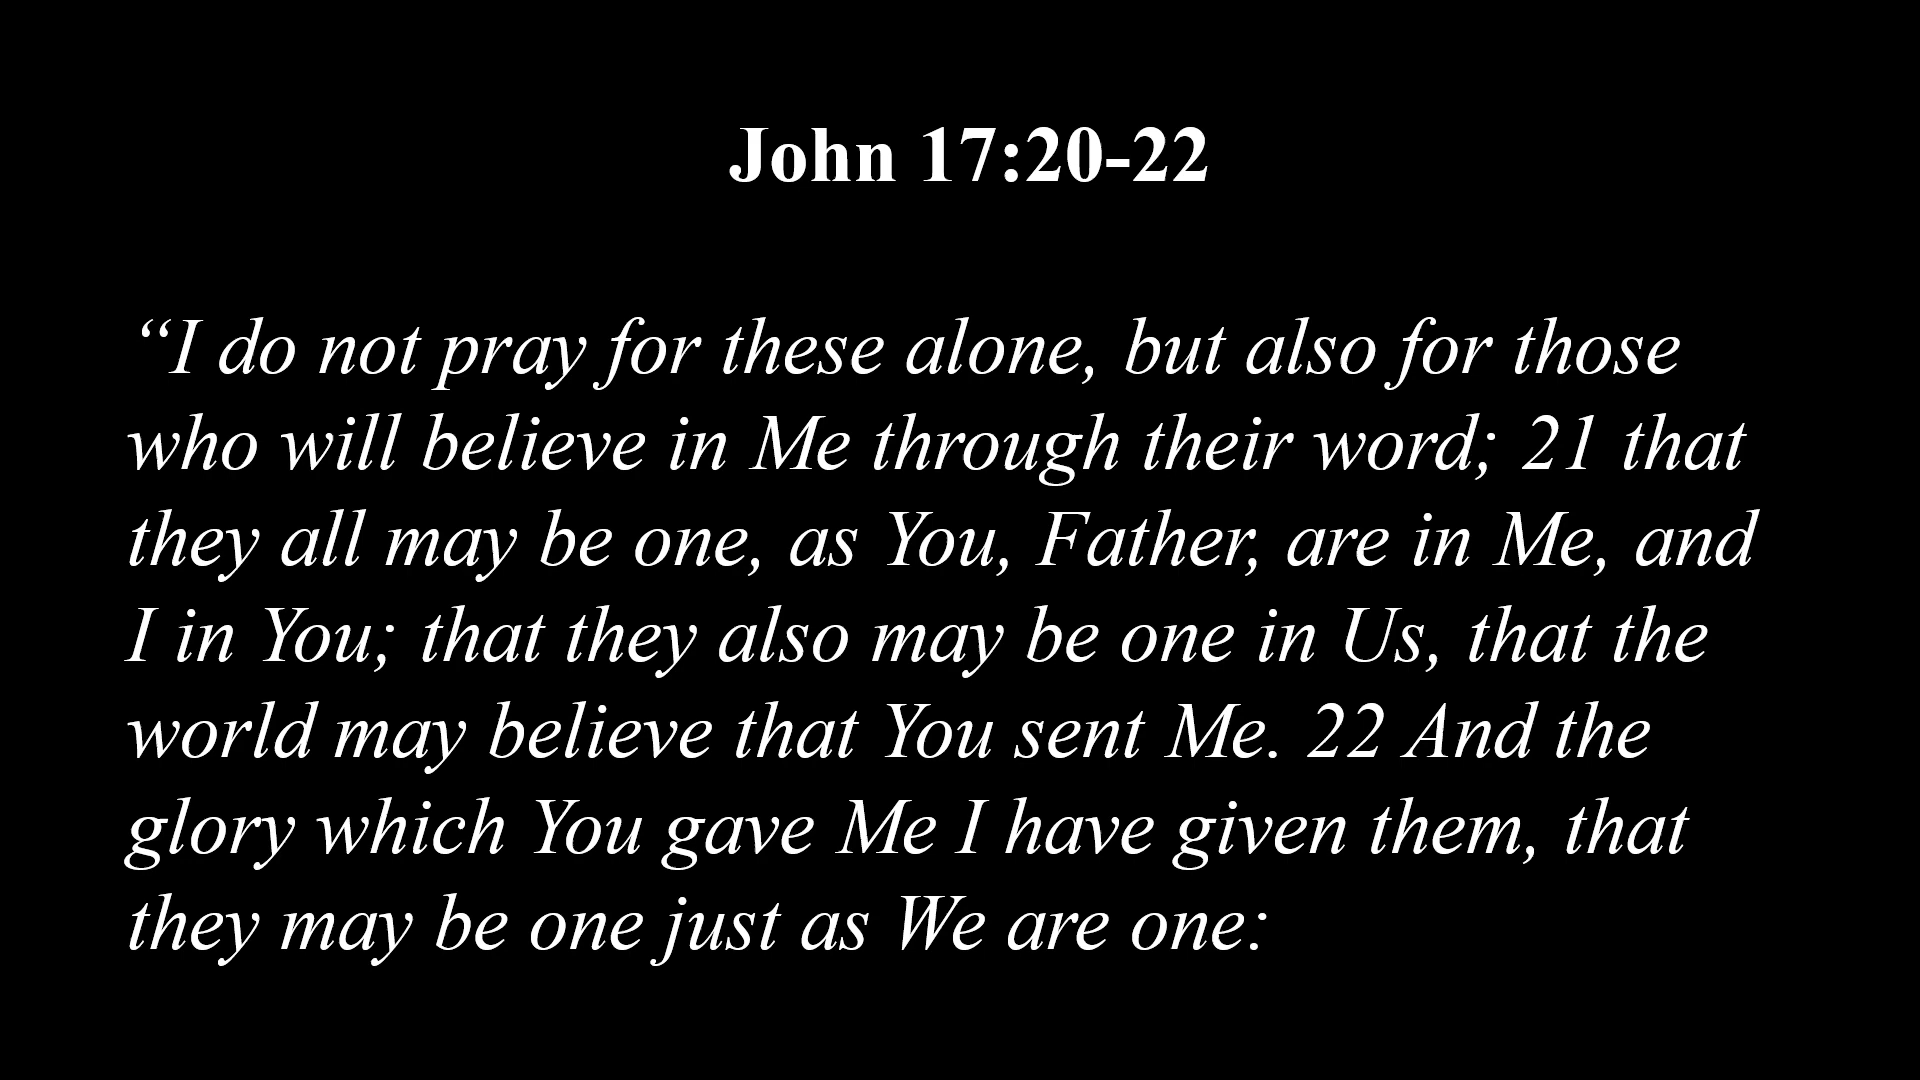 John 17:20-22
“I do not pray for these alone, but also for those
who will believe in Me through their word; 21 that
they all may be one, as You, Father, are in Me, and
I in You; that they also may be one in Us, that the
world may believe that You sent Me. 22 And the
glory which You gave Me I have given them, that
they may be one just as We are one: